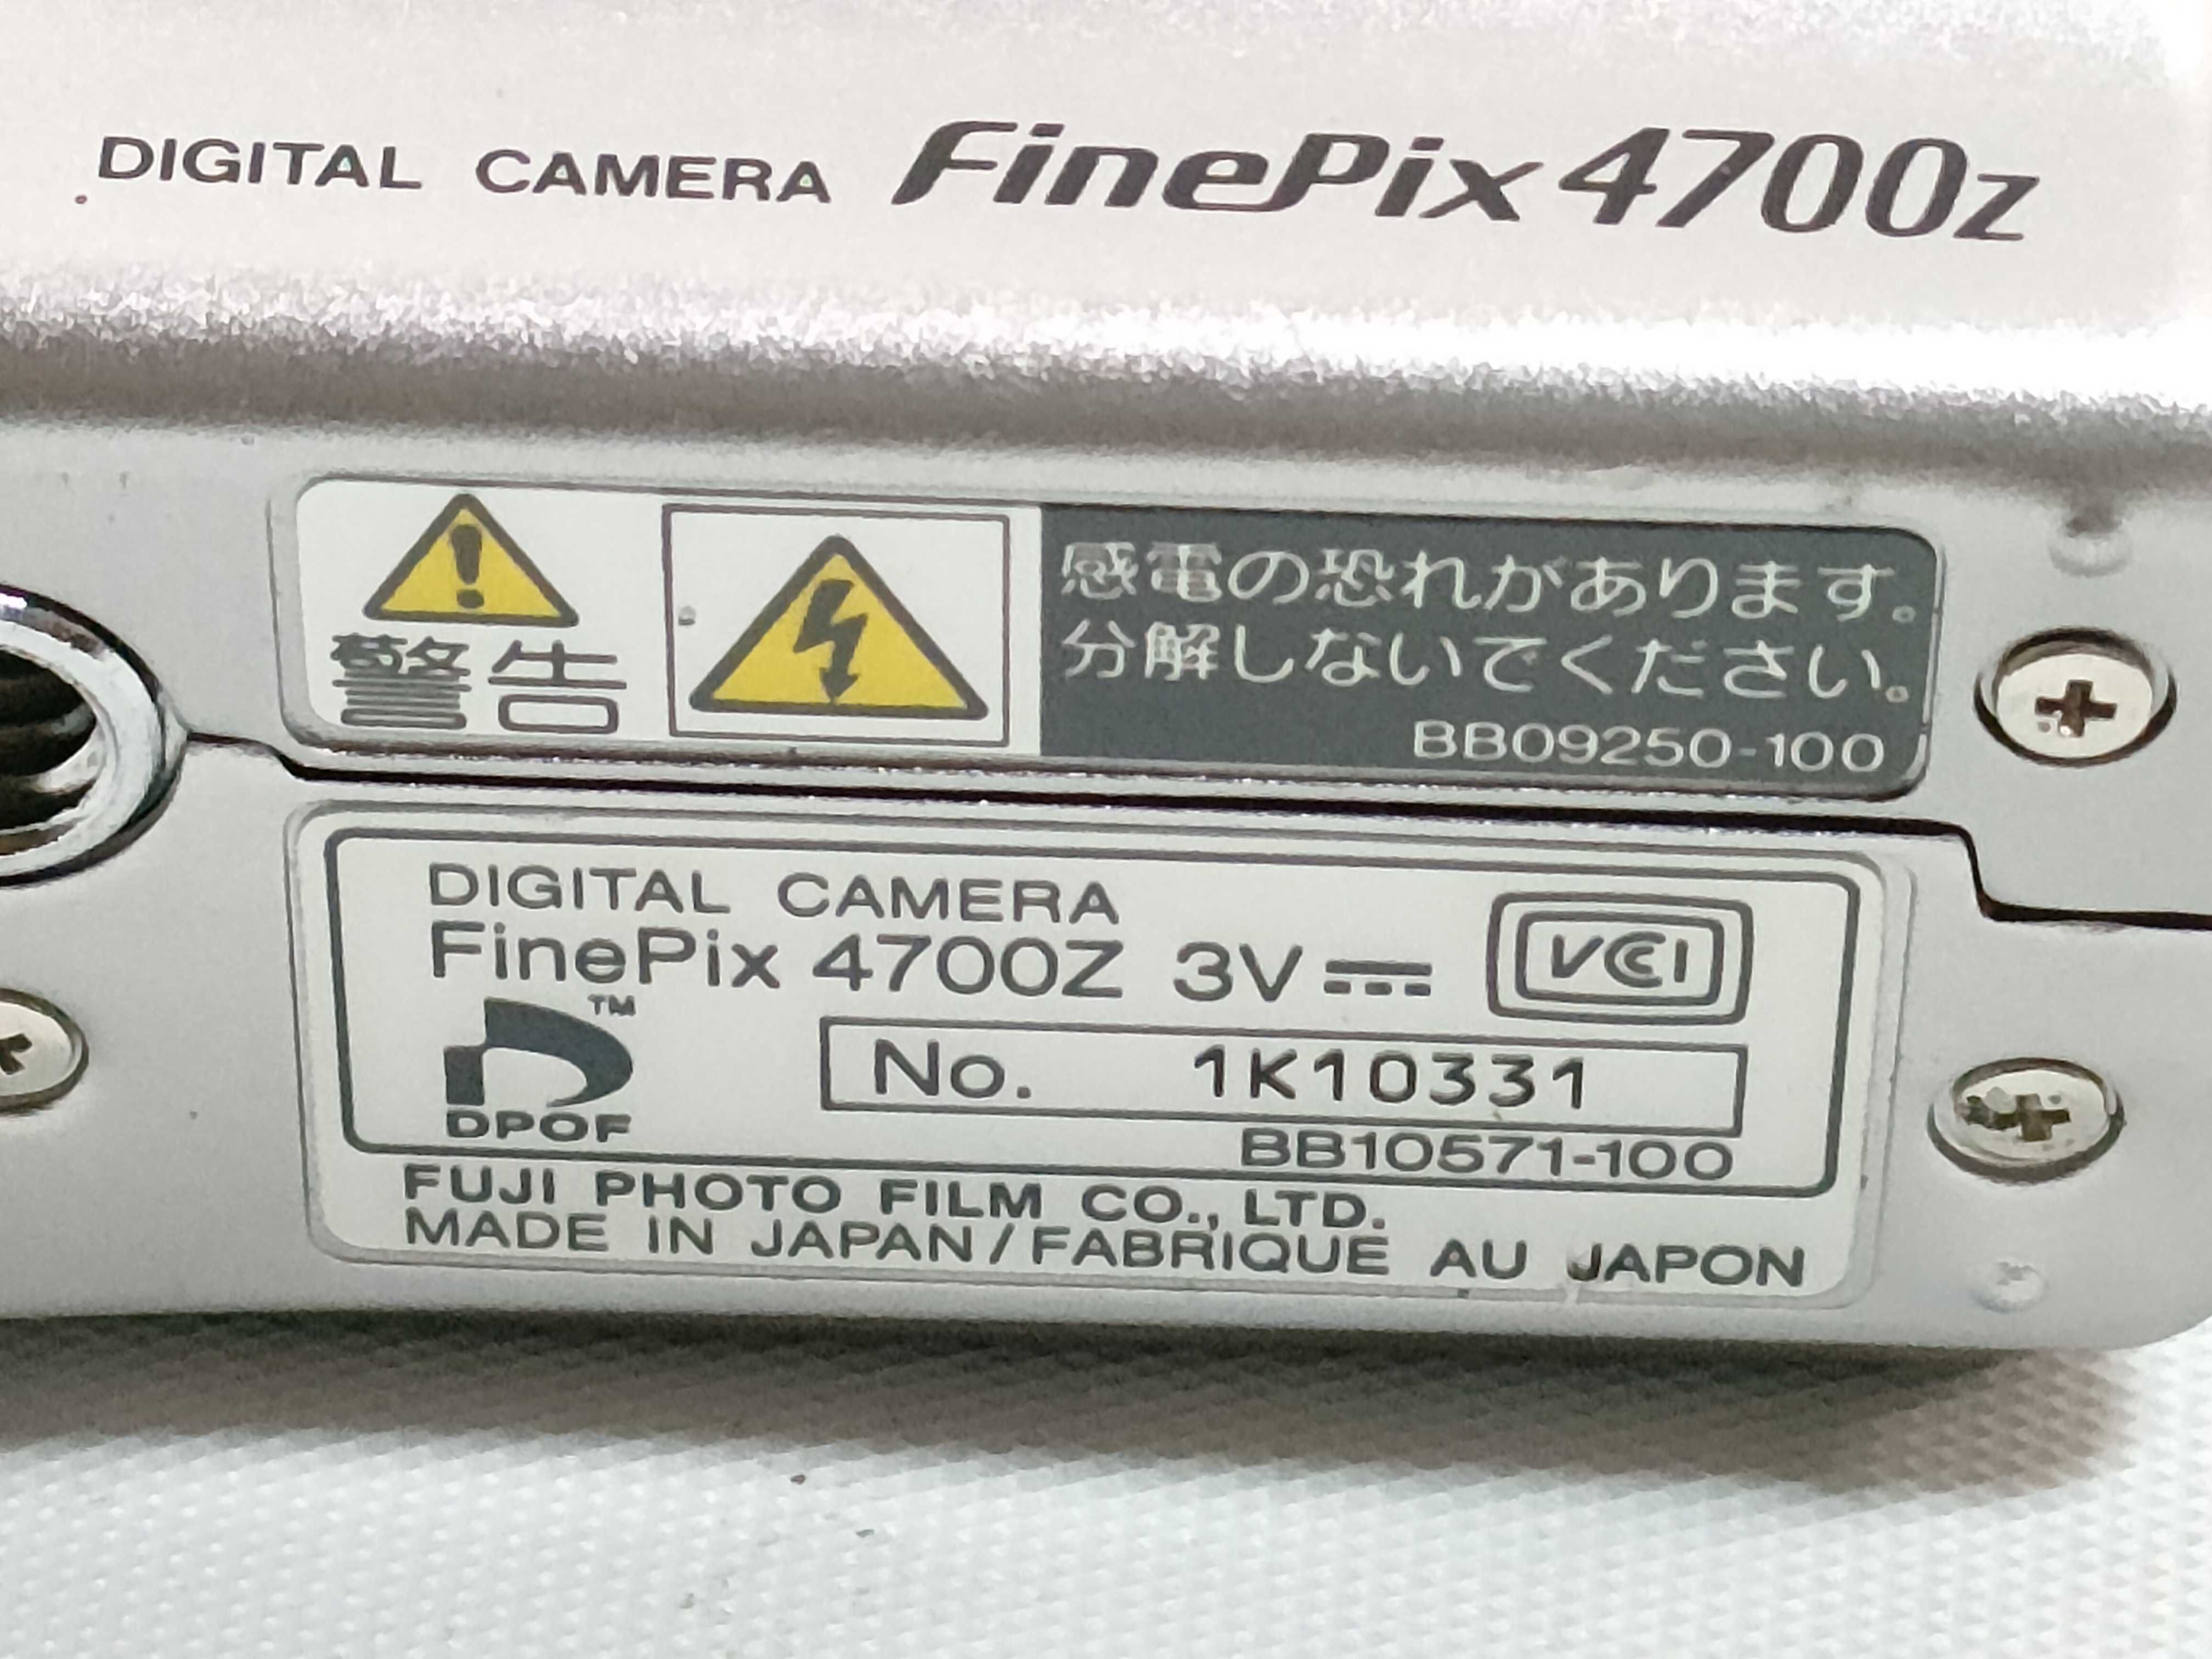 DIGITAL CAMERA FinePix 4700z
警告
感電の恐れがあります。
分解しないでください。
BB09250-100
DIGITAL CAMERA
FinePix 4700Z 3V
VCCI
TM
DPOF
No. 1K10331
BB10571-100
FUJI PHOTO FILM CO., LTD.
MADE IN JAPAN/FABRIQUE AU JAPON